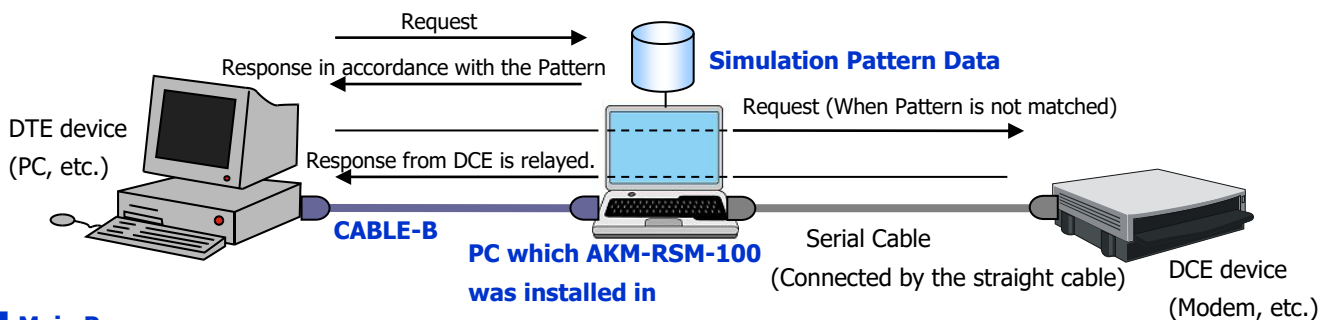 Request
Response in accordance with the Pattern
Simulation Pattern Data
Request (When Pattern is not matched)
DTE device
(PC, etc.)
Response from DCE is relayed.
CABLE-B
PC which AKM-RSM-100
was installed in
Serial Cable
(Connected by the straight cable)
DCE device
(Modem, etc.)